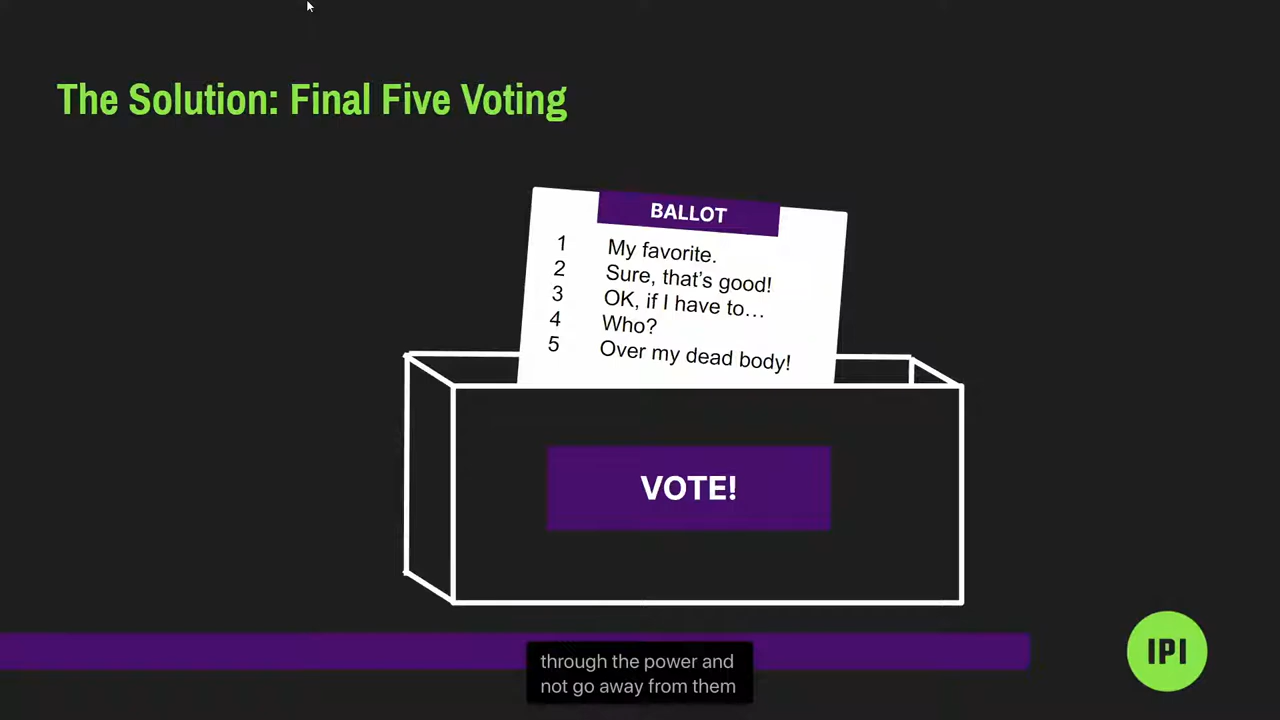 The Solution: Final Five Voting
BALLOT
1 My favorite.
2 Sure, that's good!
3 OK, if I have to…
4 Who?
5 Over my dead body!
VOTE!
IPI
through the power and
not go away from them